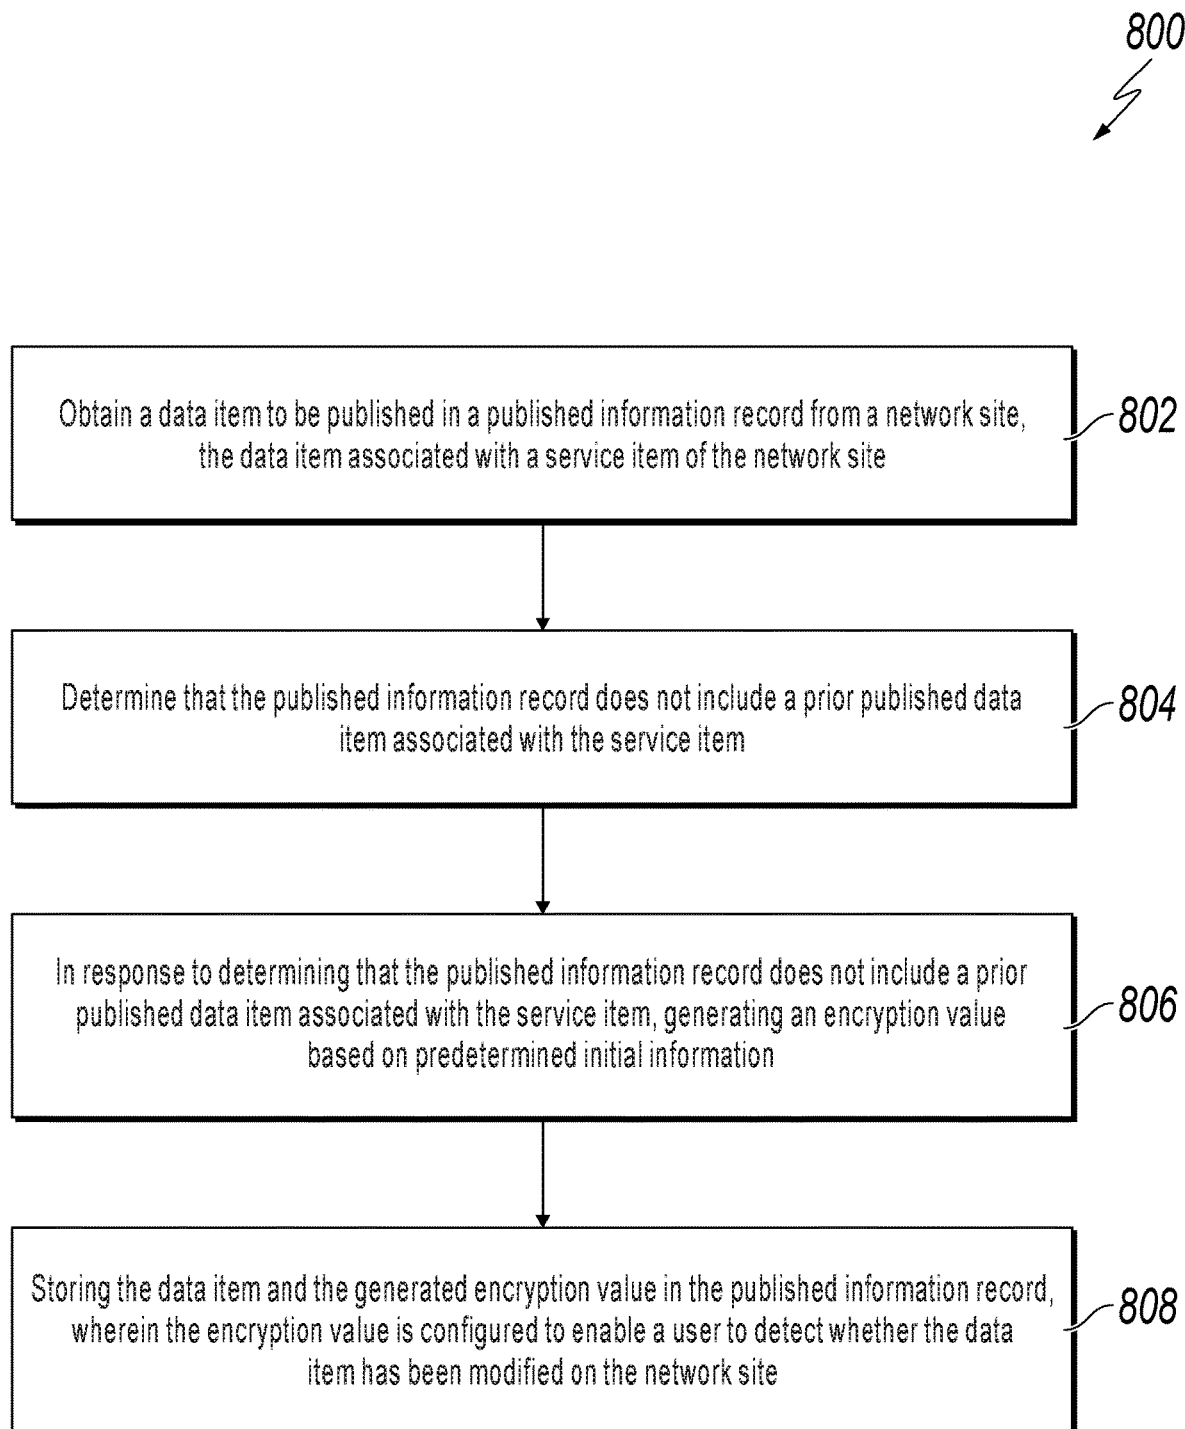 800
Obtain a data item to be published in a published information record from a network site,
the data item associated with a service item of the network site
802
Determine that the published information record does not include a prior published data
item associated with the service item
804
In response to determining that the published information record does not include a prior
published data item associated with the service item, generating an encryption value
based on predetermined initial information
806
Storing the data item and the generated encryption value in the published information record,
wherein the encryption value is configured to enable a user to detect whether the data
item has been modified on the network site
808